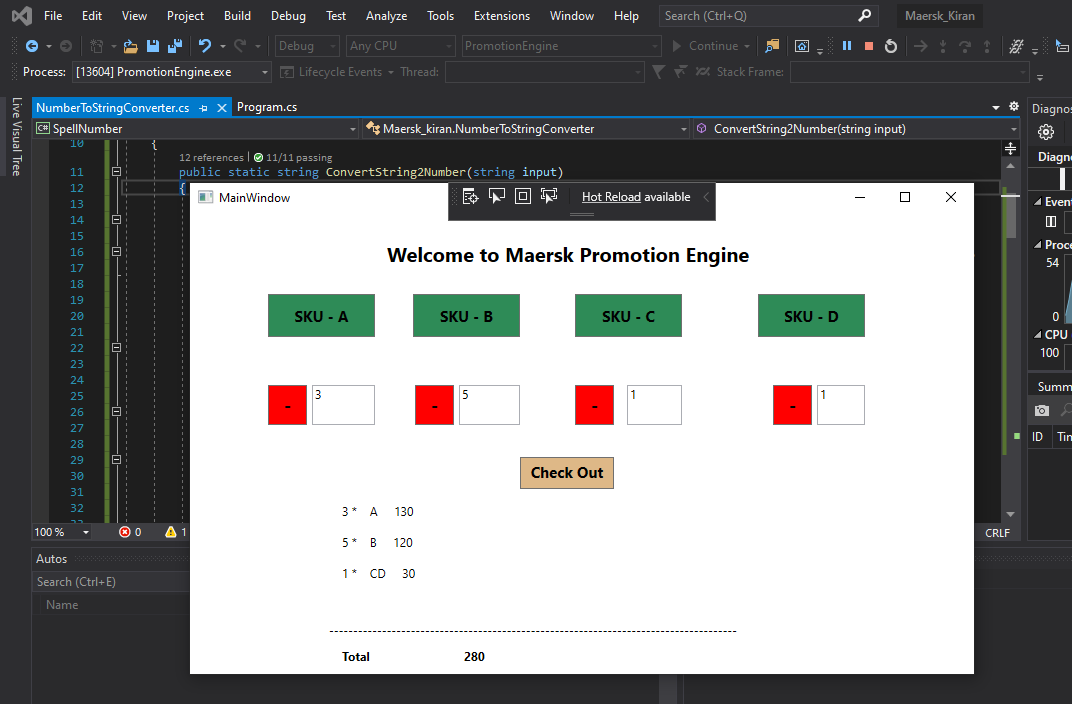 File Edit View Project Build Debug Test Analyze Tools Extensions Window Help Search (Ctrl+Q) Maersk_Kiran
Debug Any CPU PromotionEngine Continue
Process: [13604] PromotionEngine.exe Lifecycle Events Thread: Stack Frame:
Live Visual Tree
NumberToStringConverter.cs Program.cs
C# SpellNumber Maersk_kiran.NumberToStringConverter ConvertString2Number(string input)
10 {
12 references | 11/11 passing
11 public static string ConvertString2Number(string input)
12 {
13
14
15
16
17
18
19
20
21
22
23
24
25
26
27
28
29
30
31
32
100 % 0 1 CRLF
Autos
Search (Ctrl+E)
Name
MainWindow
Hot Reload available
Welcome to Maersk Promotion Engine
SKU - A SKU - B SKU - C SKU - D
- 3 - 5 - 1 - 1
Check Out
3 * A 130
5 * B 120
1 * CD 30
--------------------------------------------------------------------------------
Total 280
Diagnos
Diagn
Event
Proce
54
0
CPU
100
Summ
ID Tin